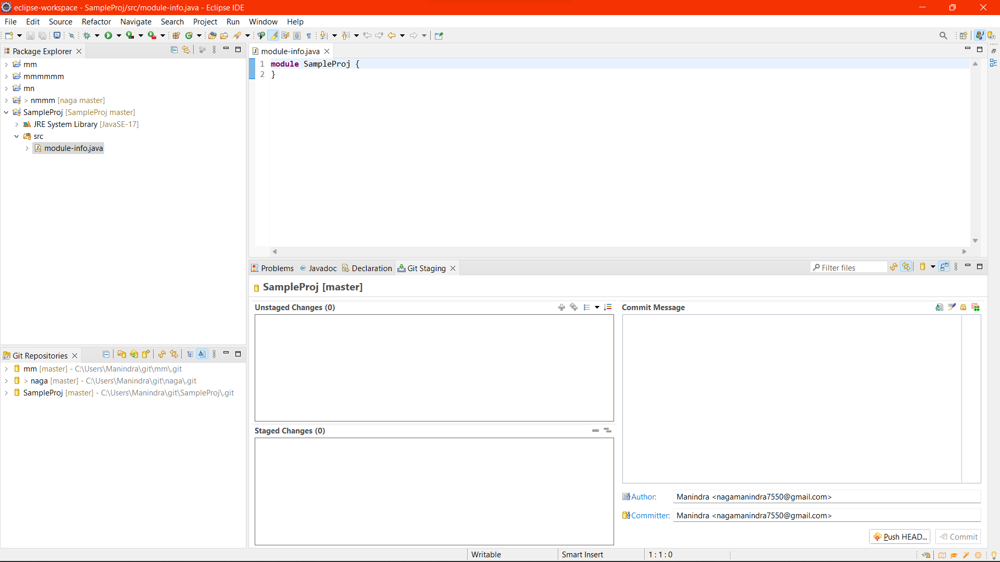 eclipse-workspace - SampleProj/src/module-info.java - Eclipse IDE
File Edit Source Refactor Navigate Search Project Run Window Help
Package Explorer
mm
mmmmmm
mn
> nmmm [naga master]
SampleProj [SampleProj master]
JRE System Library [JavaSE-17]
src
module-info.java
module-info.java
1 module SampleProj {
2 }
Git Repositories
mm [master] - C:\Users\Manindra\git\mm\.git
> naga [master] - C:\Users\Manindra\git\naga\.git
SampleProj [master] - C:\Users\Manindra\git\SampleProj\.git
Problems @ Javadoc Declaration Git Staging
Filter files
SampleProj [master]
Unstaged Changes (0)
Staged Changes (0)
Commit Message
Author: Manindra <nagamanindra7550@gmail.com>
Committer: Manindra <nagamanindra7550@gmail.com>
Push HEAD... Commit
Writable Smart Insert 1 : 1 : 0